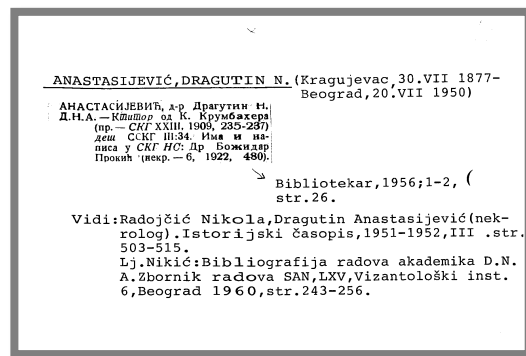 ANASTASIJEVIĆ,DRAGUTIN N.(Kragujevac,30.VII 1877-
Beograd,20.VII 1950)
АНАСТАСИЈЕВИЋ, д-р Драгутин Н.
Д.Н.А. — Ктитор од К. Крумбахера
(пр. — СКГ XXIII, 1909, 235-237)
деш ССКГ III:34. Има и на-
писа у СКГ НС: Др Божидар
Прокић (некр. — 6, 1922, 480).
Bibliotekar,1956;1-2, (
str.26.
Vidi:Radojčić Nikola,Dragutin Anastasijević(nek-
rolog).Istorijski časopis,1951-1952,III .str.
503-515.
Lj.Nikić:Bibliografija radova akademika D.N.
A.Zbornik radova SAN,LXV,Vizantološki inst.
6,Beograd 1960,str.243-256.